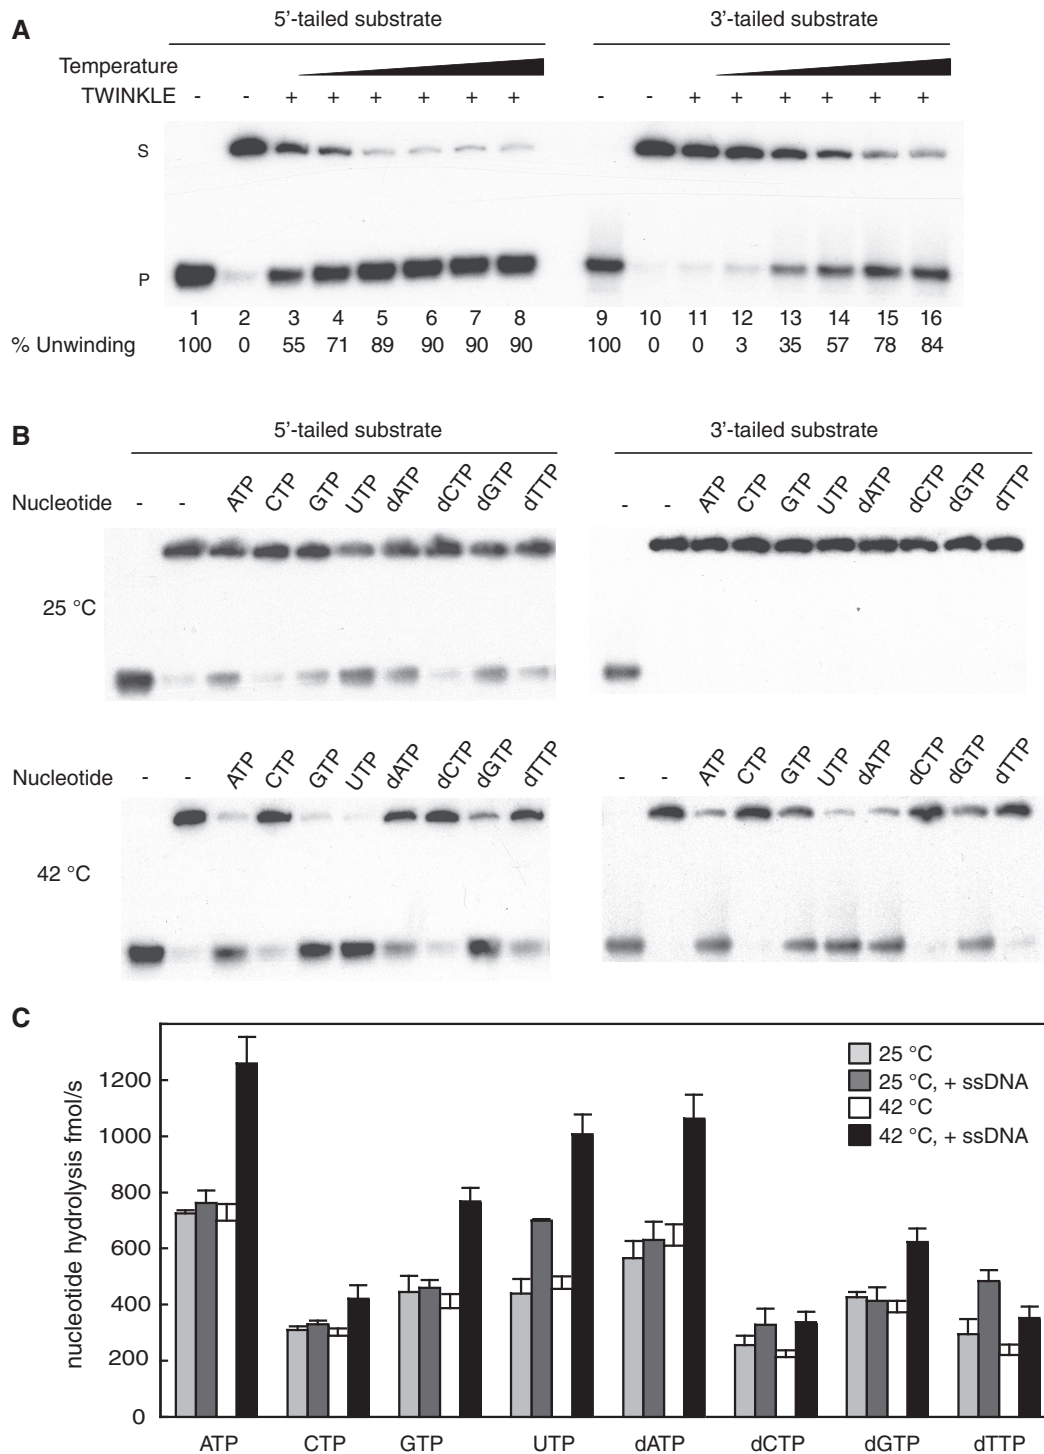 A
5’-tailed substrate 3’-tailed substrate
Temperature
TWINKLE - - + + + + + + - - + + + + + +
S
P
1 2 3 4 5 6 7 8 9 10 11 12 13 14 15 16
% Unwinding 100 0 55 71 89 90 90 90 100 0 0 3 35 57 78 84
B
5’-tailed substrate 3’-tailed substrate
Nucleotide - - ATP CTP GTP UTP dATP dCTP dGTP dTTP - - ATP CTP GTP UTP dATP dCTP dGTP dTTP
25 °C
Nucleotide - - ATP CTP GTP UTP dATP dCTP dGTP dTTP - - ATP CTP GTP UTP dATP dCTP dGTP dTTP
42 °C
C
nucleotide hydrolysis fmol/s
1200
1000
800
600
400
200
0
25 °C
25 °C, + ssDNA
42 °C
42 °C, + ssDNA
ATP CTP GTP UTP dATP dCTP dGTP dTTP